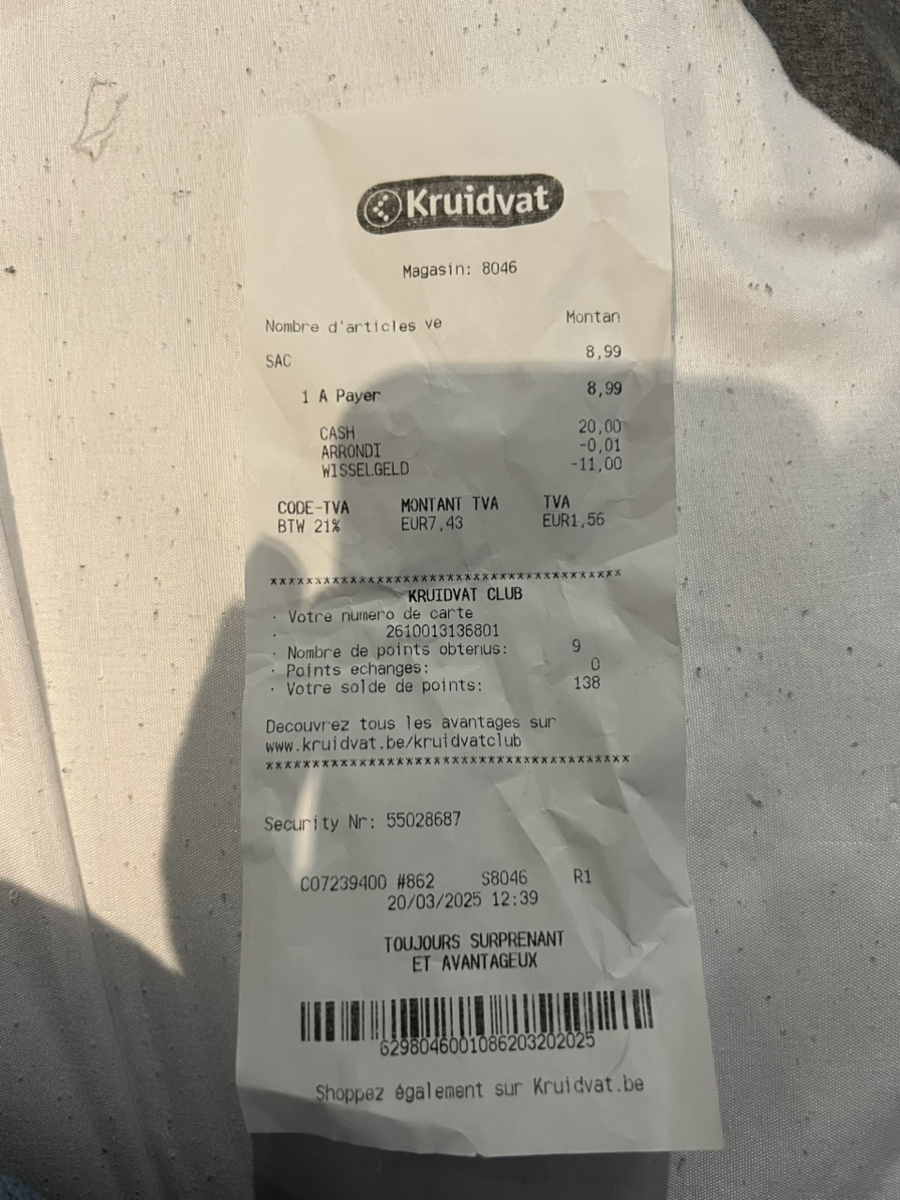 Kruidvat
Magasin: 8046
Nombre d'articles ve Montan
SAC 8,99
1 A Payer 8,99
CASH 20,00
ARRONDI -0,01
WISSELGELD -11,00
CODE-TVA MONTANT TVA TVA
BTW 21% EUR7,43 EUR1,56
****************************************
KRUIDVAT CLUB
· Votre numero de carte
· 2610013136801
· Nombre de points obtenus: 9
· Points echanges: 0
· Votre solde de points: 138
Decouvrez tous les avantages sur
www.kruidvat.be/kruidvatclub
****************************************
Security Nr: 55028687
C07239400 #862 S8046 R1
20/03/2025 12:39
TOUJOURS SURPRENANT
ET AVANTAGEUX
6298046001086203202025
Shoppez également sur Kruidvat.be